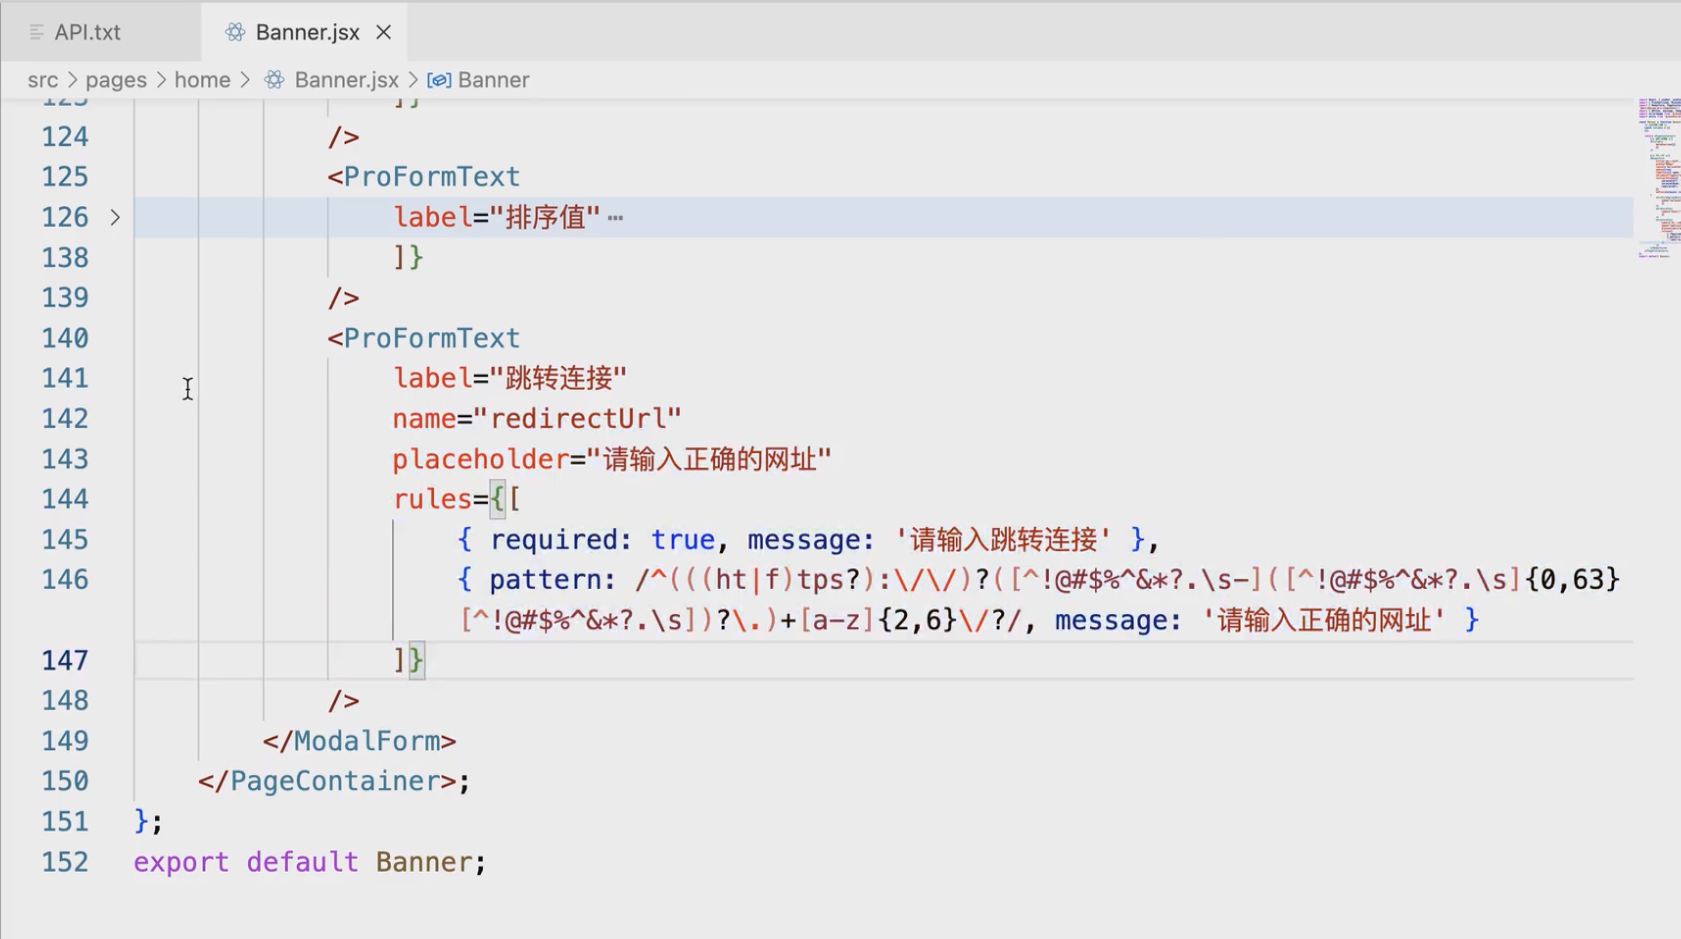 API.txt
Banner.jsx
src > pages > home > Banner.jsx > Banner
123 ]}
124 />
125 <ProFormText
126 label="排序值"
138 ]}
139 />
140 <ProFormText
141 label="跳转连接"
142 name="redirectUrl"
143 placeholder="请输入正确的网址"
144 rules={[
145 { required: true, message: '请输入跳转连接' },
146 { pattern: /^(((ht|f)tps?):\/\/)?([^!@#$%^&*?.\s-]([^!@#$%^&*?.\s]{0,63}
[^!@#$%^&*?.\s])?\.)+[a-z]{2,6}\/?/, message: '请输入正确的网址' }
147 ]}
148 />
149 </ModalForm>
150 </PageContainer>;
151 };
152 export default Banner;